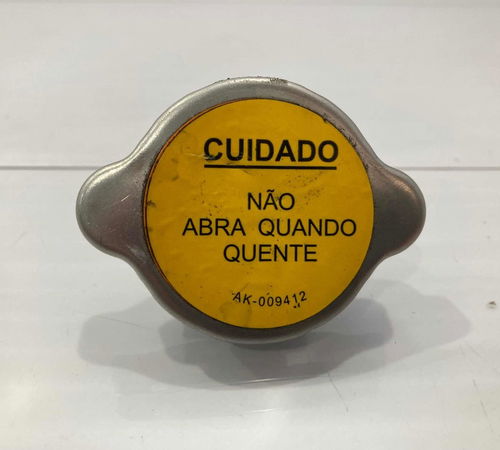 CUIDADO
NÃO
ABRA QUANDO
QUENTE
AK-009412